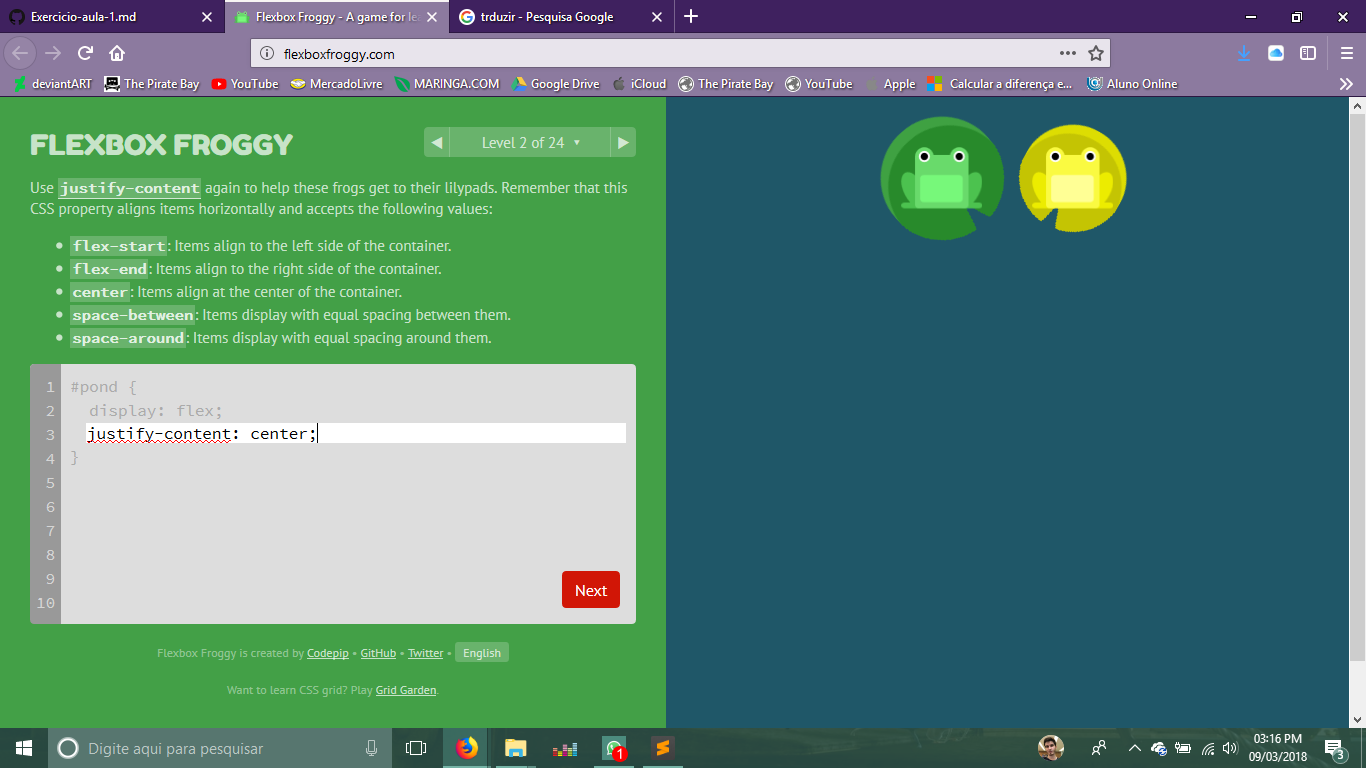 Exercicio-aula-1.md
Flexbox Froggy - A game for le
trduzir - Pesquisa Google
flexboxfroggy.com
deviantART The Pirate Bay YouTube MercadoLivre MARINGA.COM Google Drive iCloud The Pirate Bay YouTube Apple Calcular a diferença e... Aluno Online
FLEXBOX FROGGY
Level 2 of 24
Use justify-content again to help these frogs get to their lilypads. Remember that this
CSS property aligns items horizontally and accepts the following values:
• flex-start: Items align to the left side of the container.
• flex-end: Items align to the right side of the container.
• center: Items align at the center of the container.
• space-between: Items display with equal spacing between them.
• space-around: Items display with equal spacing around them.
1 #pond {
2 display: flex;
3 justify-content: center;
4 }
5
6
7
8
9
10
Next
Flexbox Froggy is created by Codepip • GitHub • Twitter • English
Want to learn CSS grid? Play Grid Garden.
Digite aqui para pesquisar
1
03:16 PM
09/03/2018
3